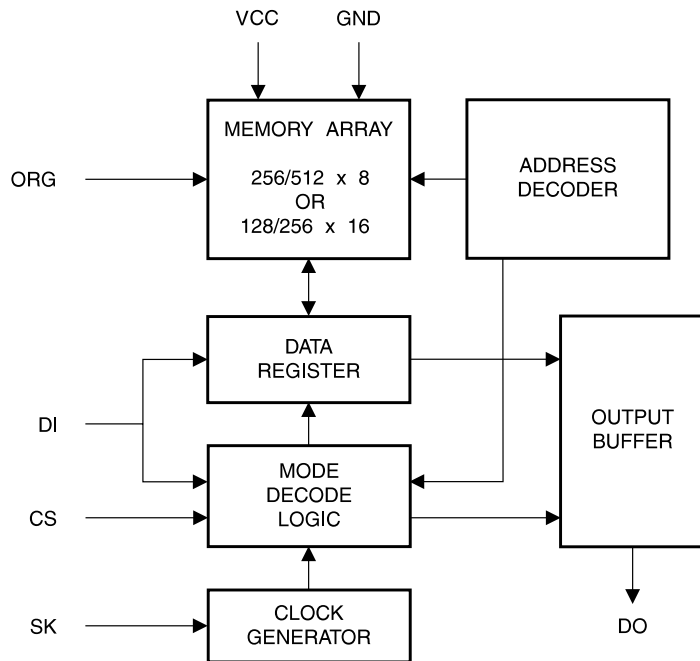 VCC GND
MEMORY ARRAY
256/512 x 8
OR
128/256 x 16
ADDRESS
DECODER
ORG
DATA
REGISTER
OUTPUT
BUFFER
DI
MODE
DECODE
LOGIC
CS
CLOCK
GENERATOR
SK
DO